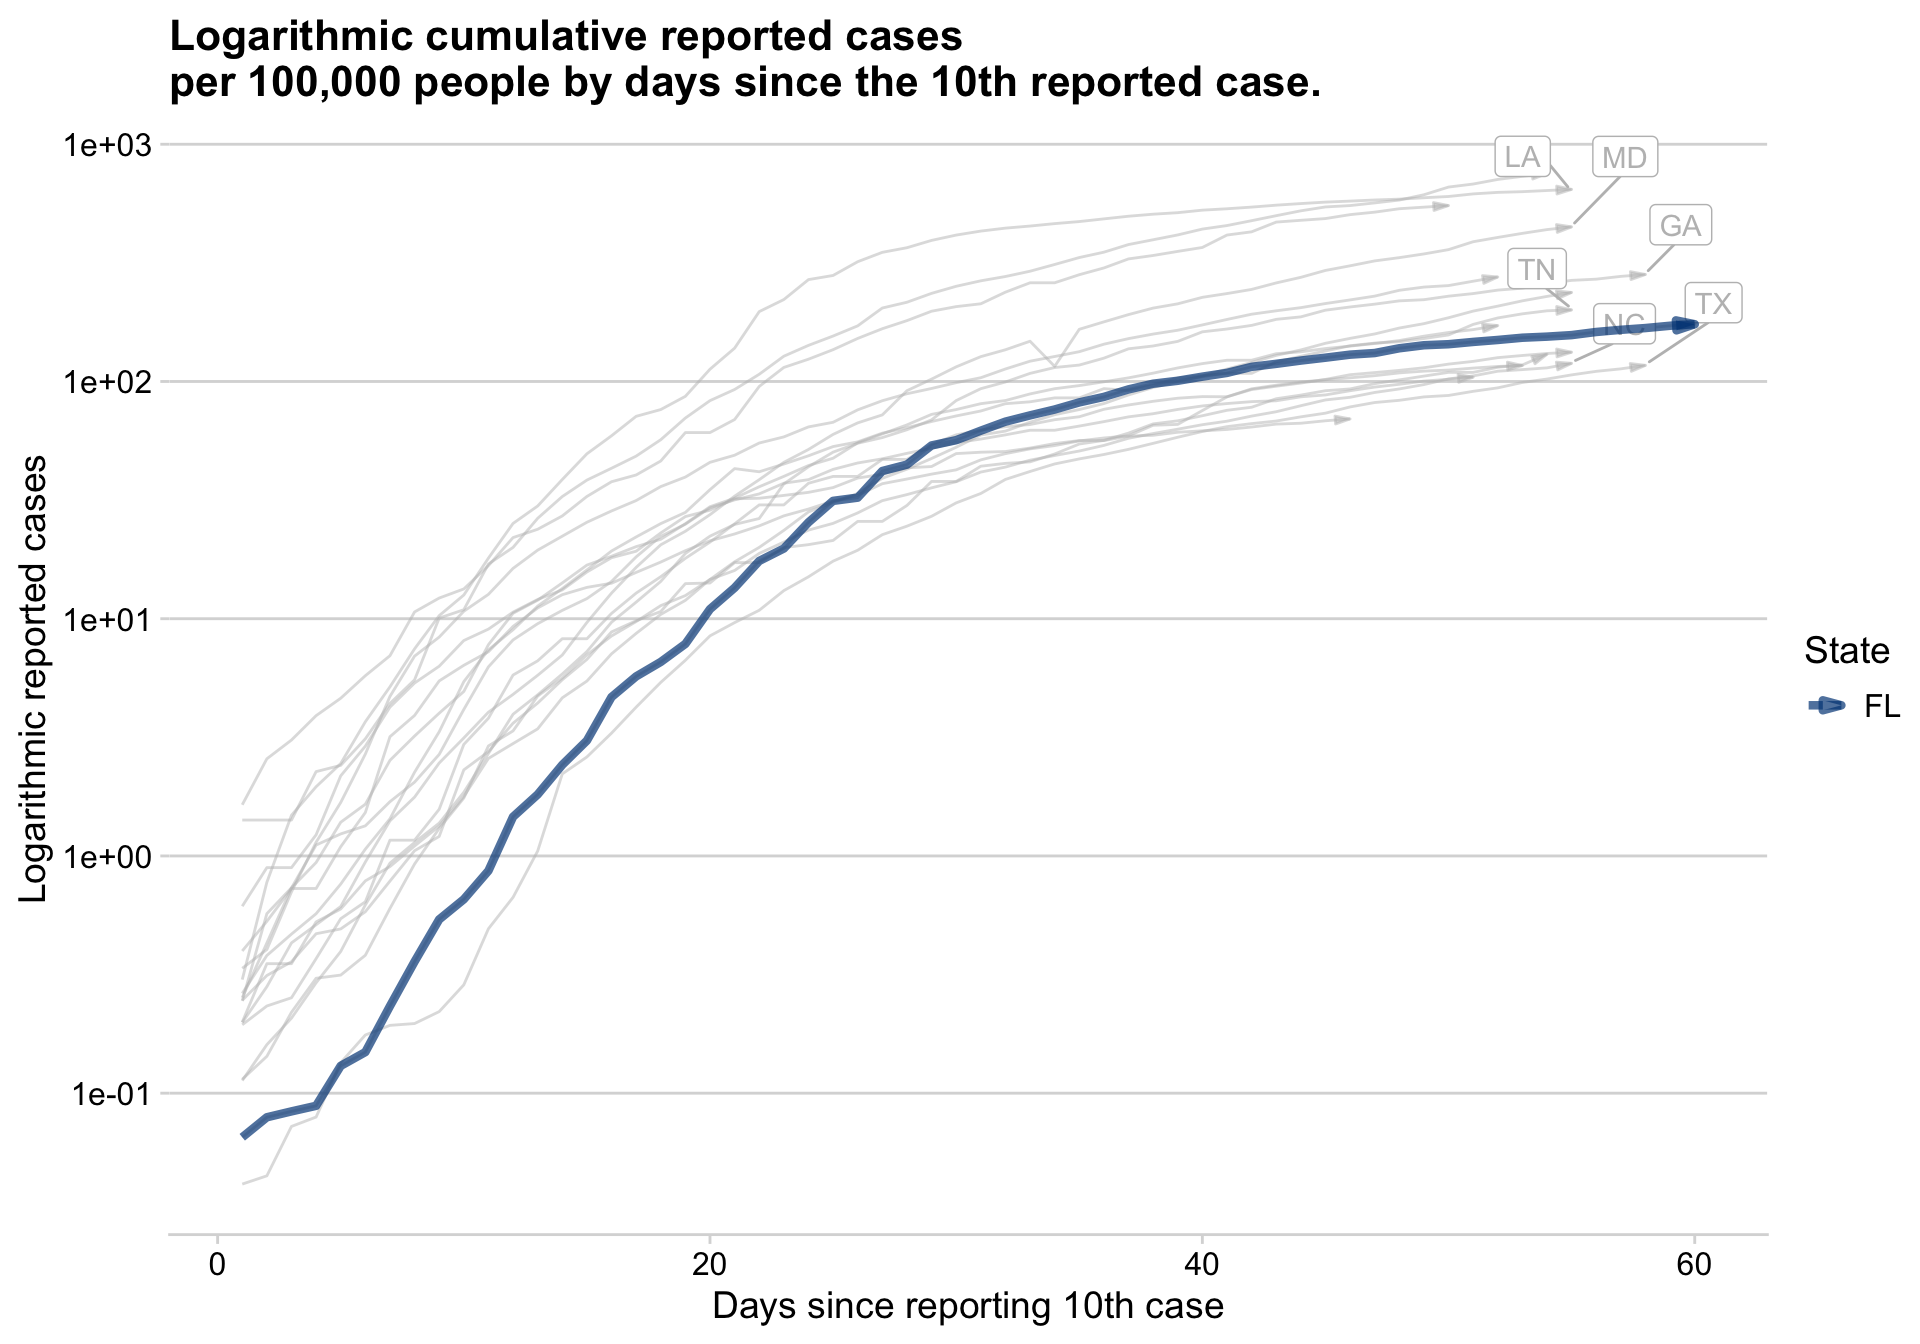 Logarithmic cumulative reported cases
per 100,000 people by days since the 10th reported case.
1e+03
1e+02
1e+01
1e+00
1e-01
Logarithmic reported cases
LA
MD
GA
TN
TX
NC
State
FL
0
20
40
60
Days since reporting 10th case